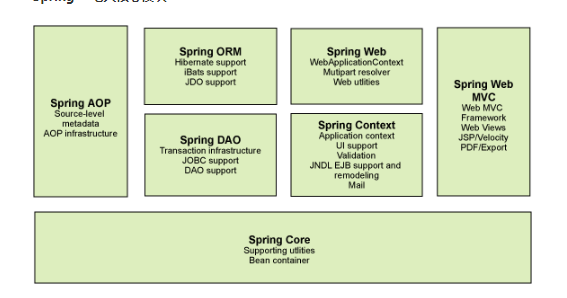 Spring
Spring AOP
Source-level
metadata
AOP infrastructure
Spring ORM
Hibernate support
iBats support
JDO support
Spring DAO
Transaction infrastructure
JOBC support
DAO support
Spring Web
WebApplicationContext
Mutipart resolver
Web utlities
Spring Context
Application context
UI support
Validation
JNDL EJB support and
remodeling
Mail
Spring Web
MVC
Web MVC
Framework
Web Views
JSP/Velocity
PDF/Export
Spring Core
Supporting utlities
Bean container